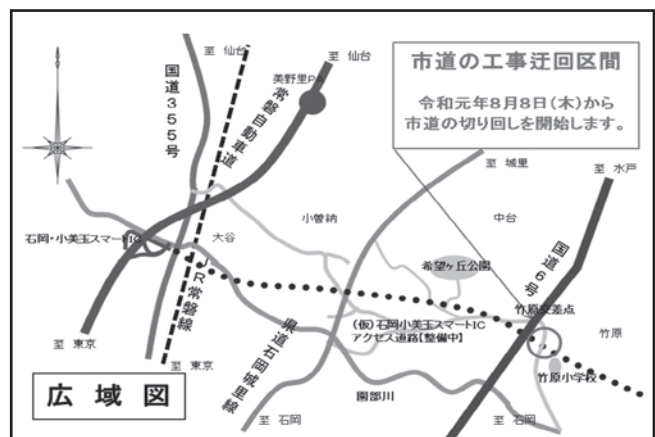 至 仙台
至 仙台
国道355号
美野里PA
常磐自動車道
市道の工事迂回区間
令和元年8月8日(木)から
市道の切り回しを開始します。
至 城里
至 水戸
小曽納
中台
石岡・小美玉スマートIC
大谷
希望ヶ丘公園
国道6号
JR常磐線
竹原交差点
(仮)石岡小美玉スマートIC
アクセス道路【整備中】
竹原
至 東京
県道石岡城里線
至 東京
竹原小学校
広域図
園部川
至 石岡
至 石岡